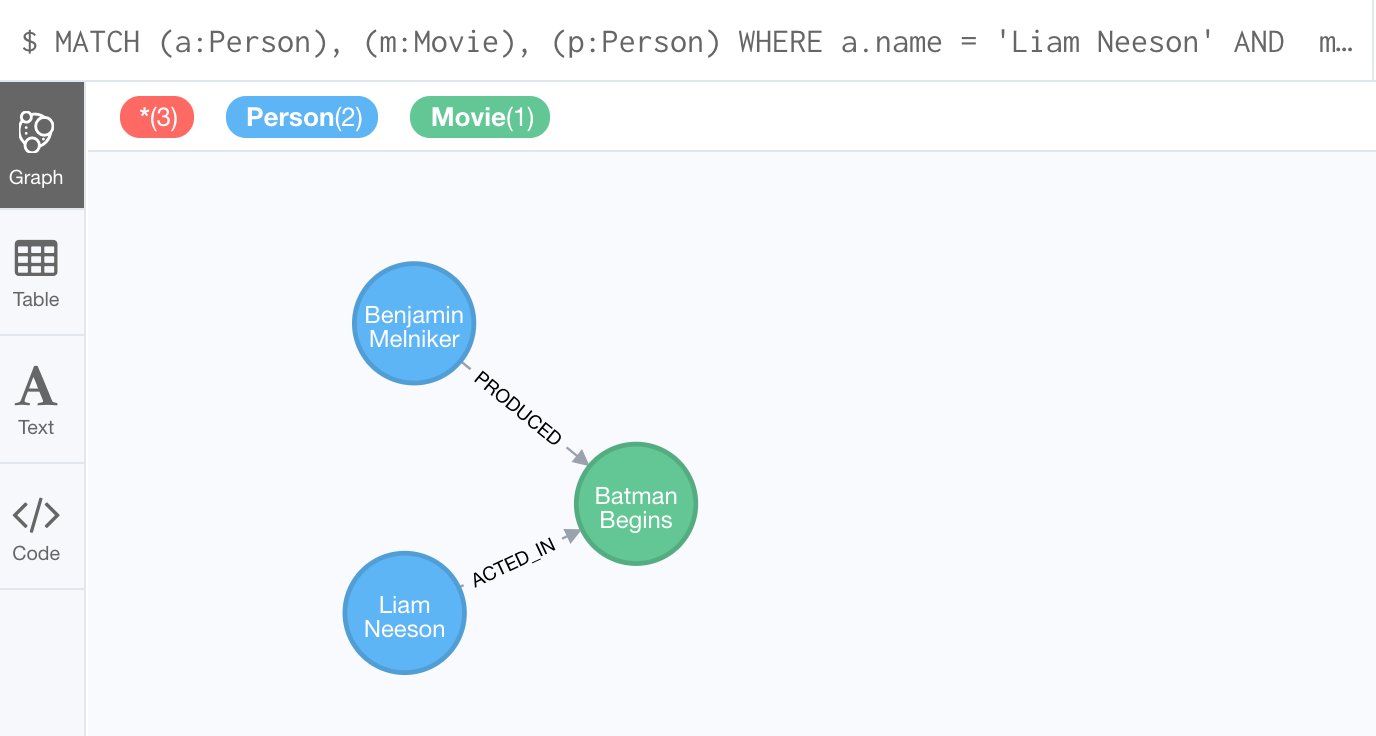 $ MATCH (a:Person), (m:Movie), (p:Person) WHERE a.name = 'Liam Neeson' AND  m…
*(3)
Person(2)
Movie(1)
Graph
Table
Text
Code
Benjamin
Melniker
PRODUCED
Batman
Begins
ACTED_IN
Liam
Neeson